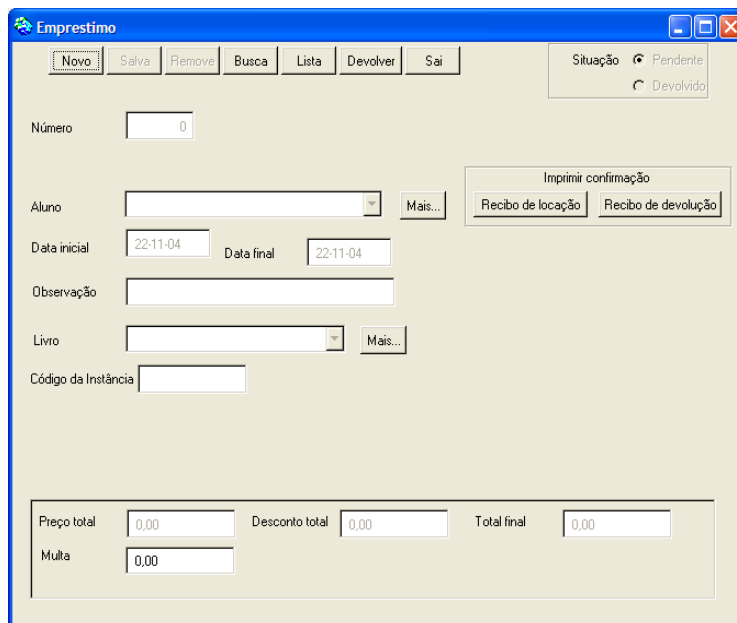 Emprestimo
Novo Salva Remove Busca Lista Devolver Sai
Situação Pendente
Devolvido
Número 0
Imprimir confirmação
Aluno Mais... Recibo de locação Recibo de devolução
Data inicial 22-11-04 Data final 22-11-04
Observação
Livro Mais...
Código da Instância
Preço total 0,00 Desconto total 0,00 Total final 0,00
Multa 0,00